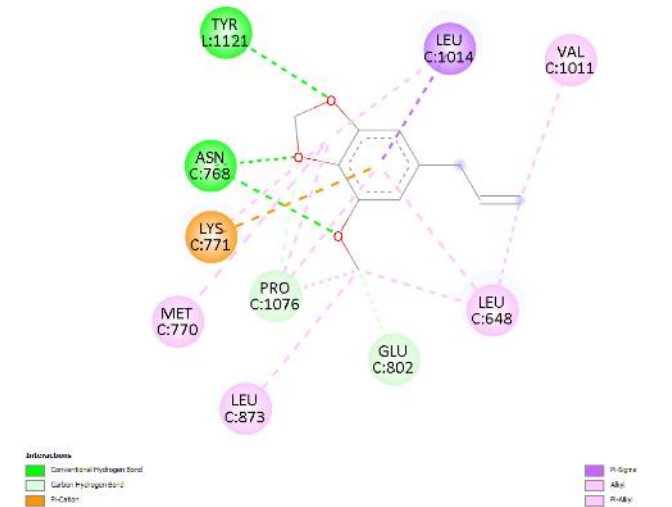 TYR
L:1121
LEU
C:1014
VAL
C:1011
O
ASN
C:768
O
LYS
C:771
O
PRO
C:1076
MET
C:770
LEU
C:648
GLU
C:802
LEU
C:873
Interactions
Conventional Hydrogen Bond
Carbon Hydrogen Bond
Pi-Cation
Pi-Sigma
Alkyl
Pi-Alkyl